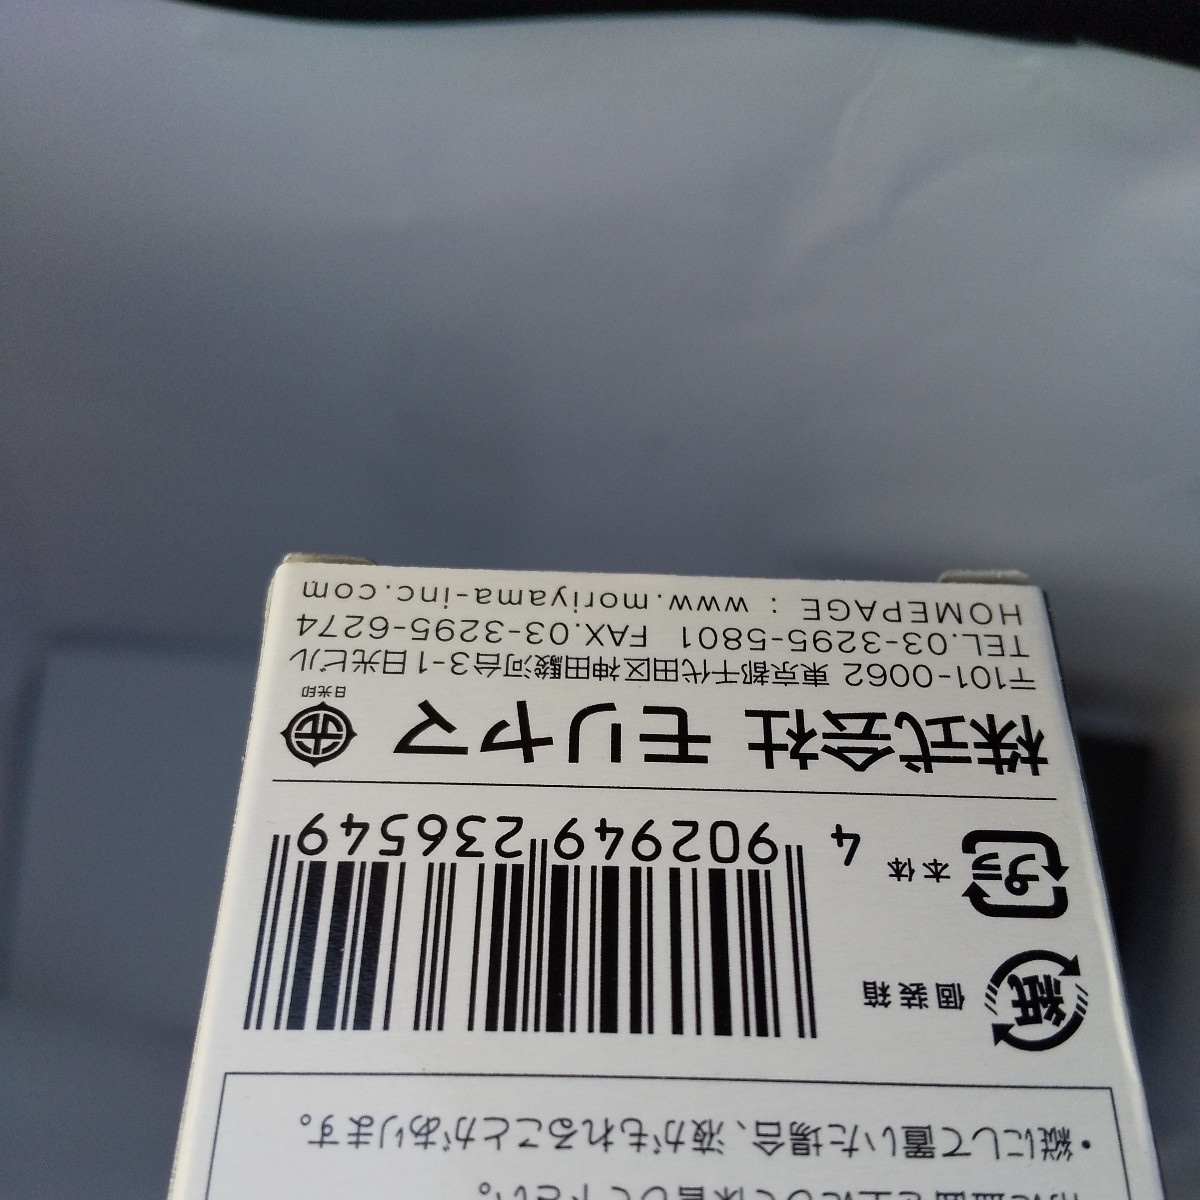 ・縦にして置いた場合、液がもれることがあります。
紙
個装箱
プラ
本体
4 902949 236549
株式会社 モリヤマ
日光印
〒101-0062 東京都千代田区神田駿河台3-1日光ビル
TEL.03-3295-5801 FAX.03-3295-6274
HOMEPAGE : www.moriyama-inc.com